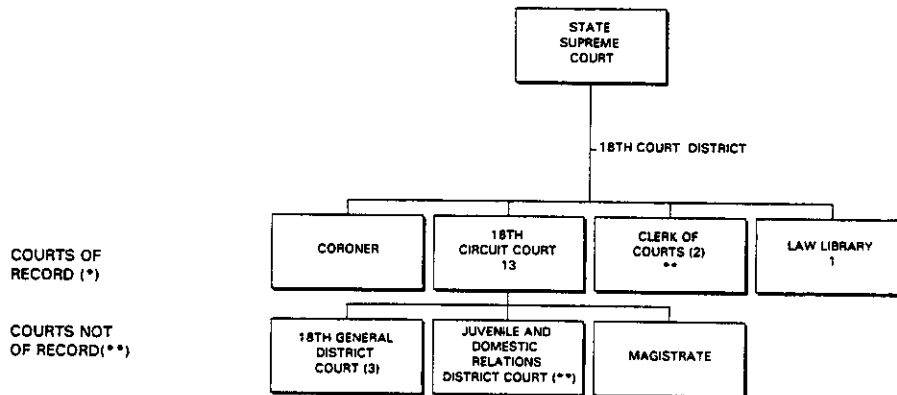 STATE
SUPREME
COURT
18TH COURT DISTRICT
COURTS OF
RECORD (*)
CORONER
18TH
CIRCUIT COURT
13
CLERK OF
COURTS (2)
**
LAW LIBRARY
1
COURTS NOT
OF RECORD(**)
18TH GENERAL
DISTRICT
COURT (3)
JUVENILE AND
DOMESTIC
RELATIONS
DISTRICT COURT (**)
MAGISTRATE